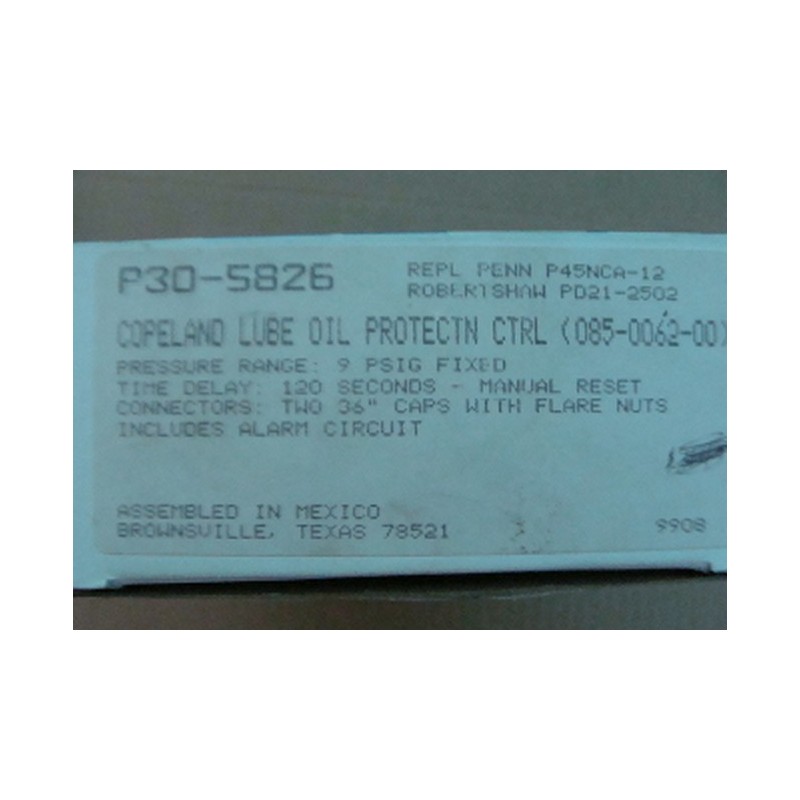 P30-5826
REPL PENN P45NCA-12
ROBERTSHAW PD21-2502
COPELAND LUBE OIL PROTECTN CTRL (085-0062-00)
PRESSURE RANGE: 9 PSIG FIXED
TIME DELAY: 120 SECONDS - MANUAL RESET
CONNECTORS: TWO 36" CAPS WITH FLARE NUTS
INCLUDES ALARM CIRCUIT
ASSEMBLED IN MEXICO
BROWNSVILLE, TEXAS 78521
9908